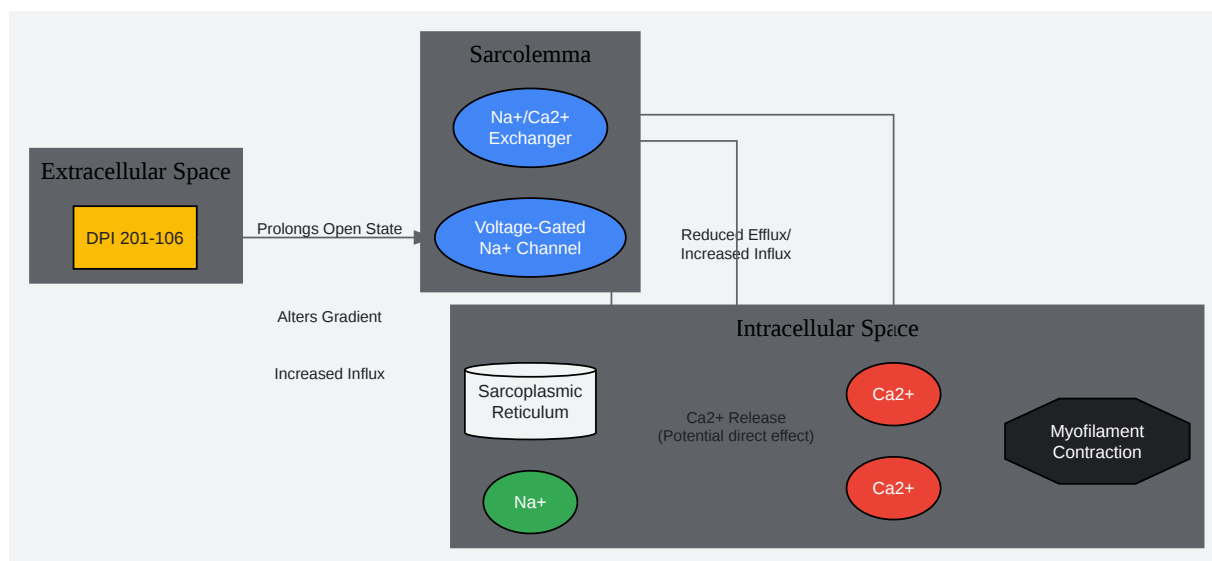 Sarcolemma
Na+/Ca2+
Exchanger
Extracellular Space
DPI 201-106
Prolongs Open State
Voltage-Gated
Na+ Channel
Reduced Efflux/
Increased Influx
Alters Gradient
Increased Influx
Intracellular Space
Sarcoplasmic
Reticulum
Ca2+ Release
(Potential direct effect)
Ca2+
Myofilament
Contraction
Na+
Ca2+